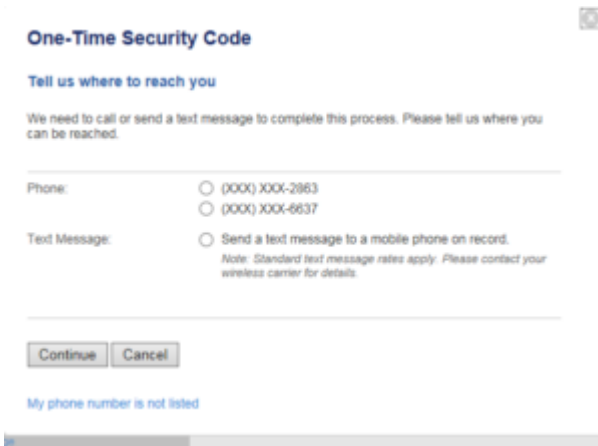 One-Time Security Code
Tell us where to reach you
We need to call or send a text message to complete this process. Please tell us where you
can be reached.
Phone:
(XXX) XXX-2863
(XXX) XXX-6637
Text Message:
Send a text message to a mobile phone on record.
Note: Standard text message rates apply. Please contact your
wireless carrier for details.
Continue
Cancel
My phone number is not listed